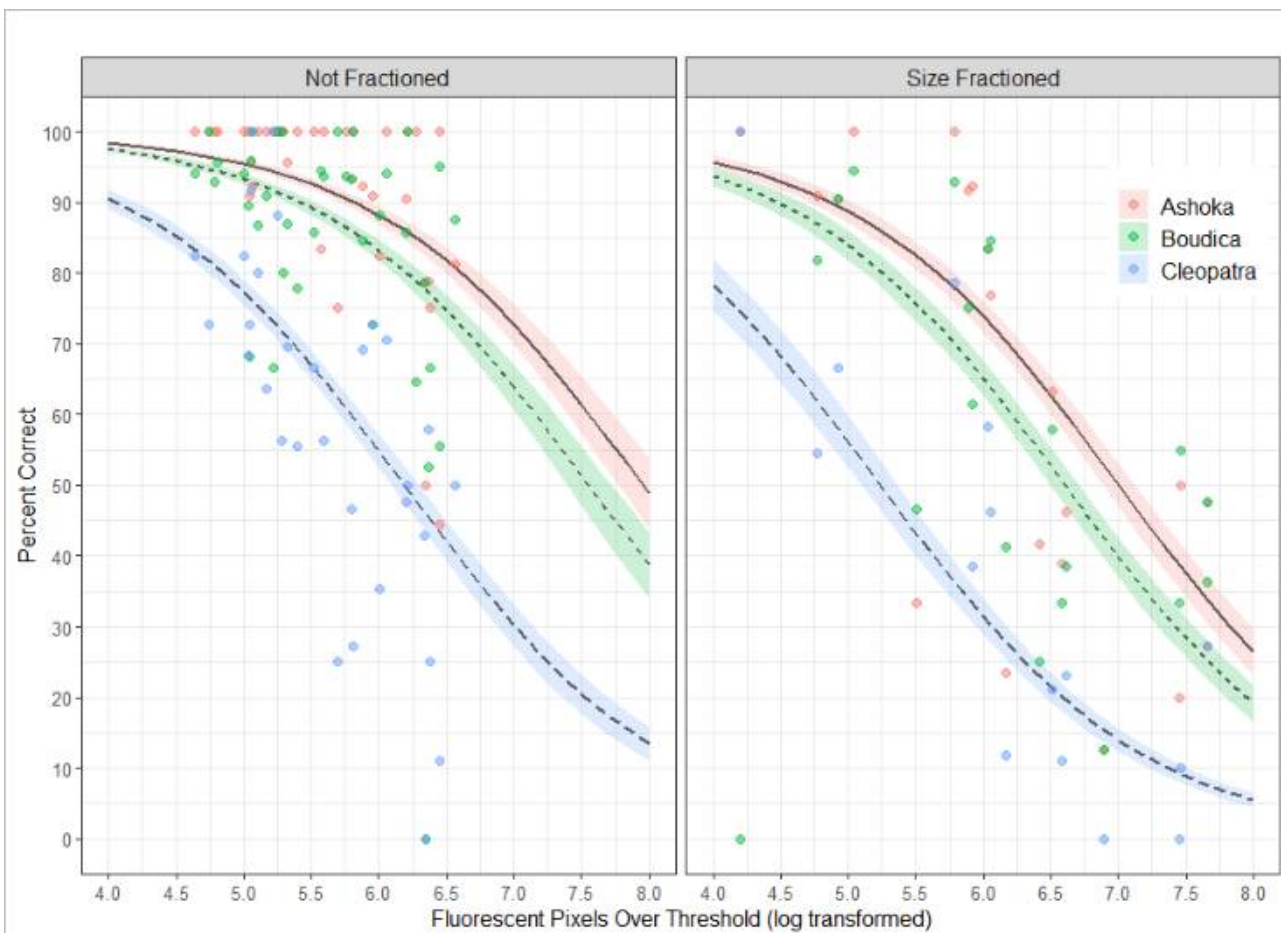 Not Fractioned
Size Fractioned
Percent Correct
100
90
80
70
60
50
40
30
20
10
0
Ashoka
Boudica
Cleopatra
4.0 4.5 5.0 5.5 6.0 6.5 7.0 7.5 8.0
4.0 4.5 5.0 5.5 6.0 6.5 7.0 7.5 8.0
Fluorescent Pixels Over Threshold (log transformed)